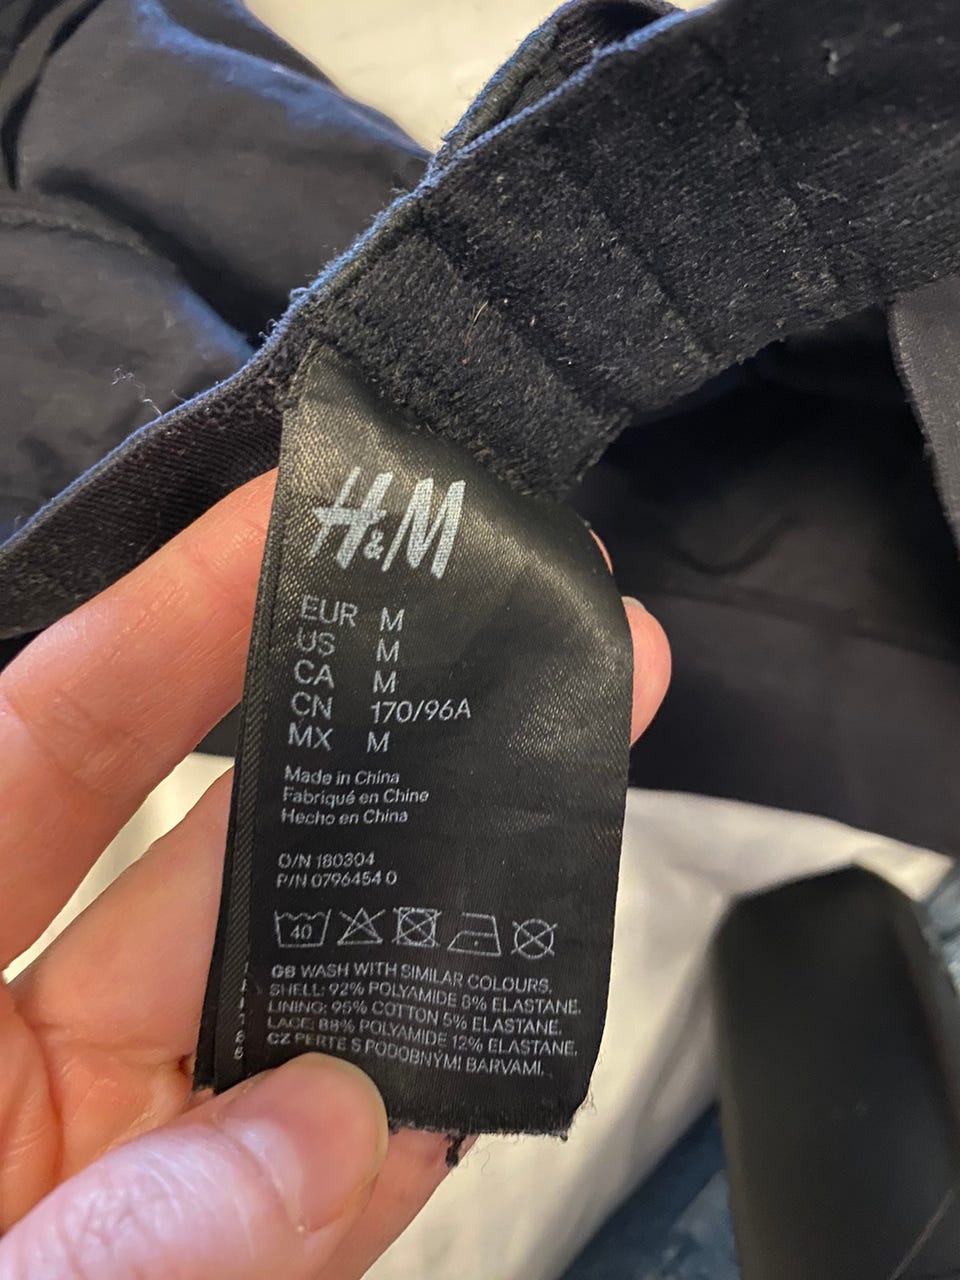 H&M
EUR M
US M
CA M
CN 170/96A
MX M
Made in China
Fabriqué en Chine
Hecho en China
O/N 180304
P/N 0796454 0
40
GB WASH WITH SIMILAR COLOURS.
SHELL: 92% POLYAMIDE 8% ELASTANE.
LINING: 95% COTTON 5% ELASTANE.
LACE: 88% POLYAMIDE 12% ELASTANE.
CZ PERTE S PODOBNÝMI BARVAMI.